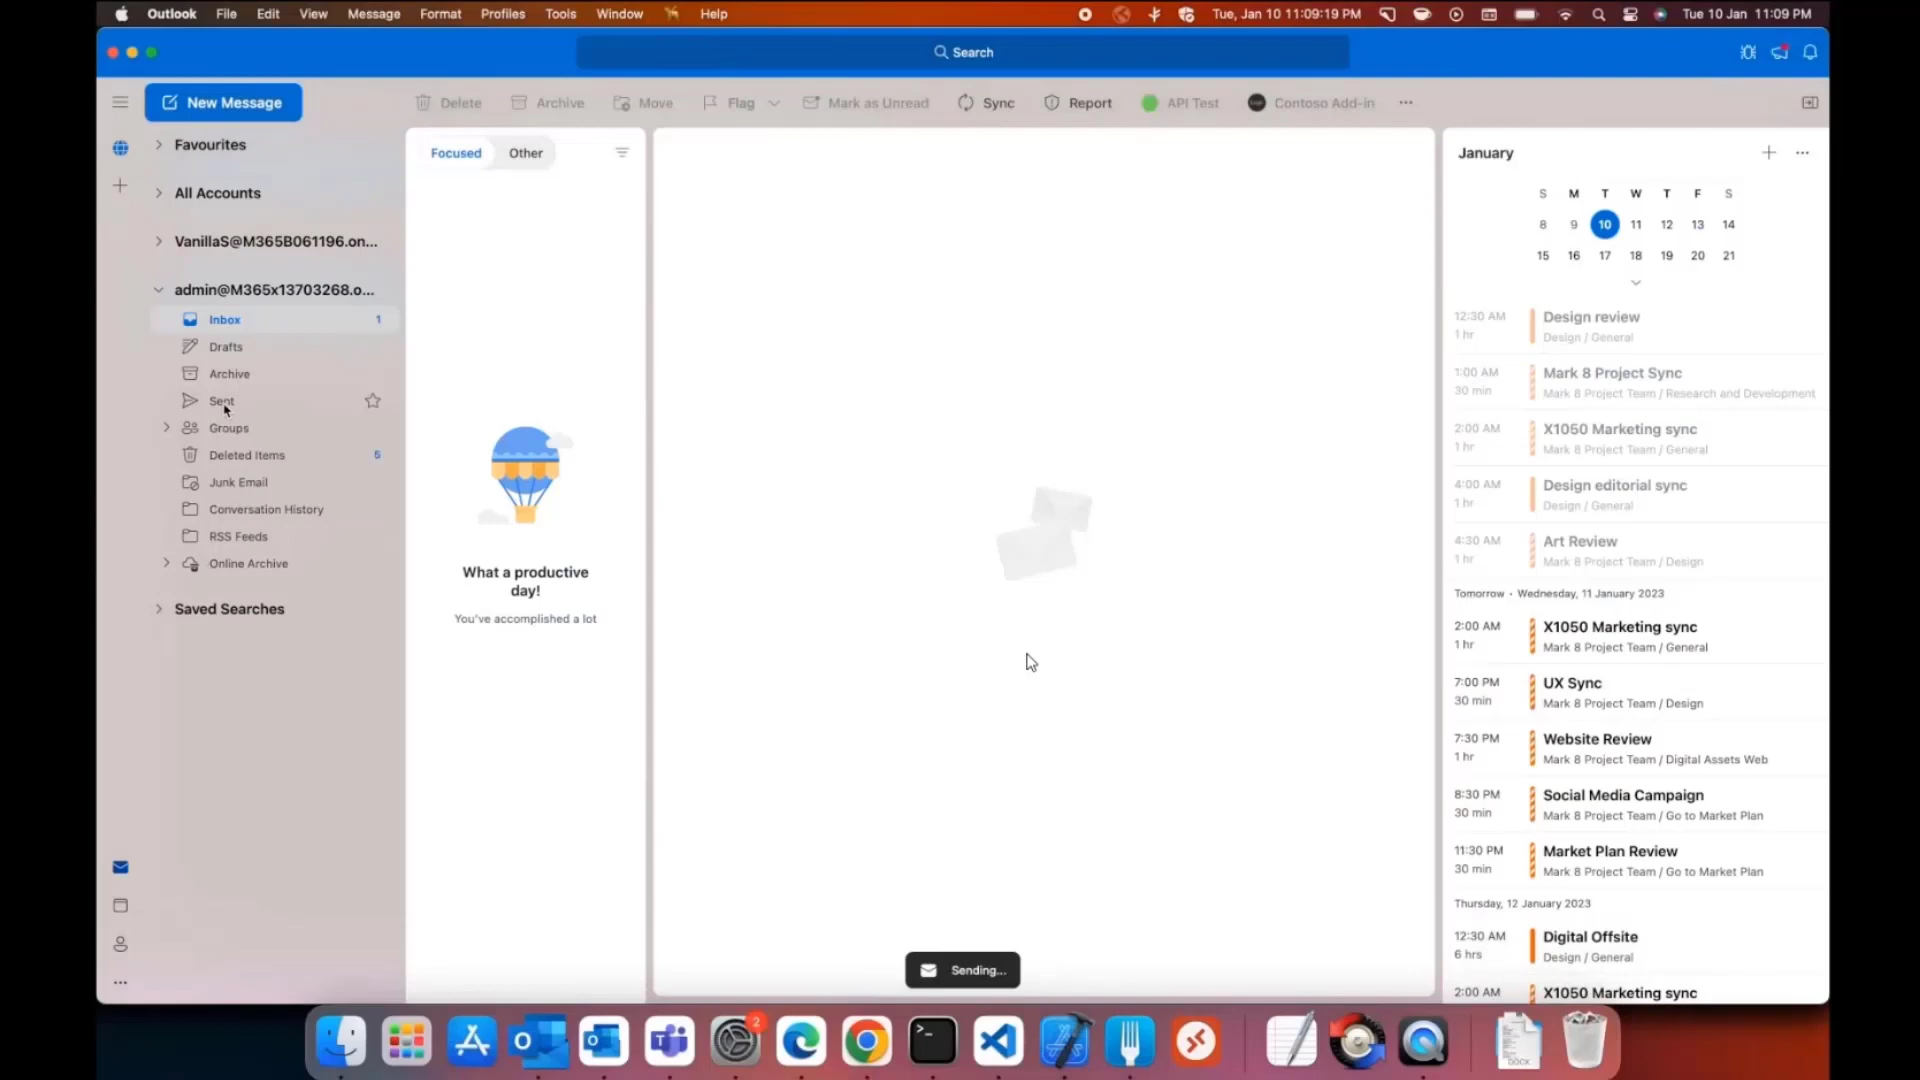 Outlook File Edit View Message Format Profiles Tools Window Help
Tue, Jan 10 11:09:19 PM
Tue 10 Jan 11:09 PM
Search
New Message
Delete
Archive
Move
Flag
Mark as Unread
Sync
Report
API Test
Contoso Add-in
Favourites
All Accounts
VanillaS@M365B061196.on...
admin@M365x13703268.o...
Inbox 1
Drafts
Archive
Sent
Groups
Deleted Items 6
Junk Email
Conversation History
RSS Feeds
Online Archive
Saved Searches
Focused
Other
What a productive
day!
You've accomplished a lot
Sending...
January
S M T W T F S
8 9 10 11 12 13 14
15 16 17 18 19 20 21
12:30 AM Design review
1 hr Design / General
1:00 AM Mark 8 Project Sync
30 min Mark 8 Project Team / Research and Development
2:00 AM X1050 Marketing sync
1 hr Mark 8 Project Team / General
4:00 AM Design editorial sync
1 hr Design / General
4:30 AM Art Review
1 hr Mark 8 Project Team / Design
Tomorrow • Wednesday, 11 January 2023
2:00 AM X1050 Marketing sync
1 hr Mark 8 Project Team / General
7:00 PM UX Sync
30 min Mark 8 Project Team / Design
7:30 PM Website Review
1 hr Mark 8 Project Team / Digital Assets Web
8:30 PM Social Media Campaign
30 min Mark 8 Project Team / Go to Market Plan
11:30 PM Market Plan Review
30 min Mark 8 Project Team / Go to Market Plan
Thursday, 12 January 2023
12:30 AM Digital Offsite
6 hrs Design / General
2:00 AM X1050 Marketing sync
2
DOCX